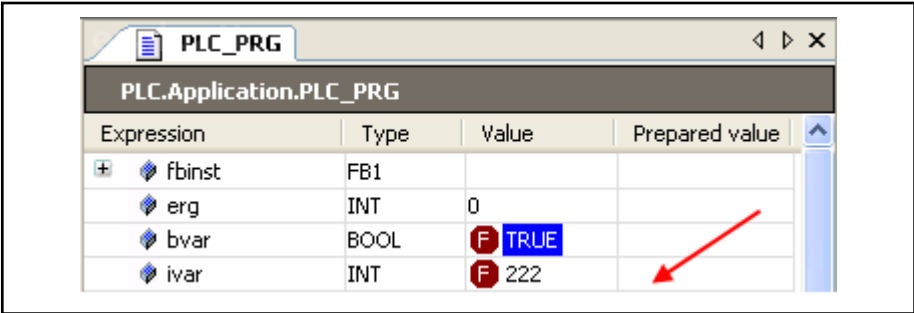 PLC_PRG
PLC.Application.PLC_PRG
Expression Type Value Prepared value
fbinst FB1
erg INT 0
bvar BOOL F TRUE
ivar INT F 222